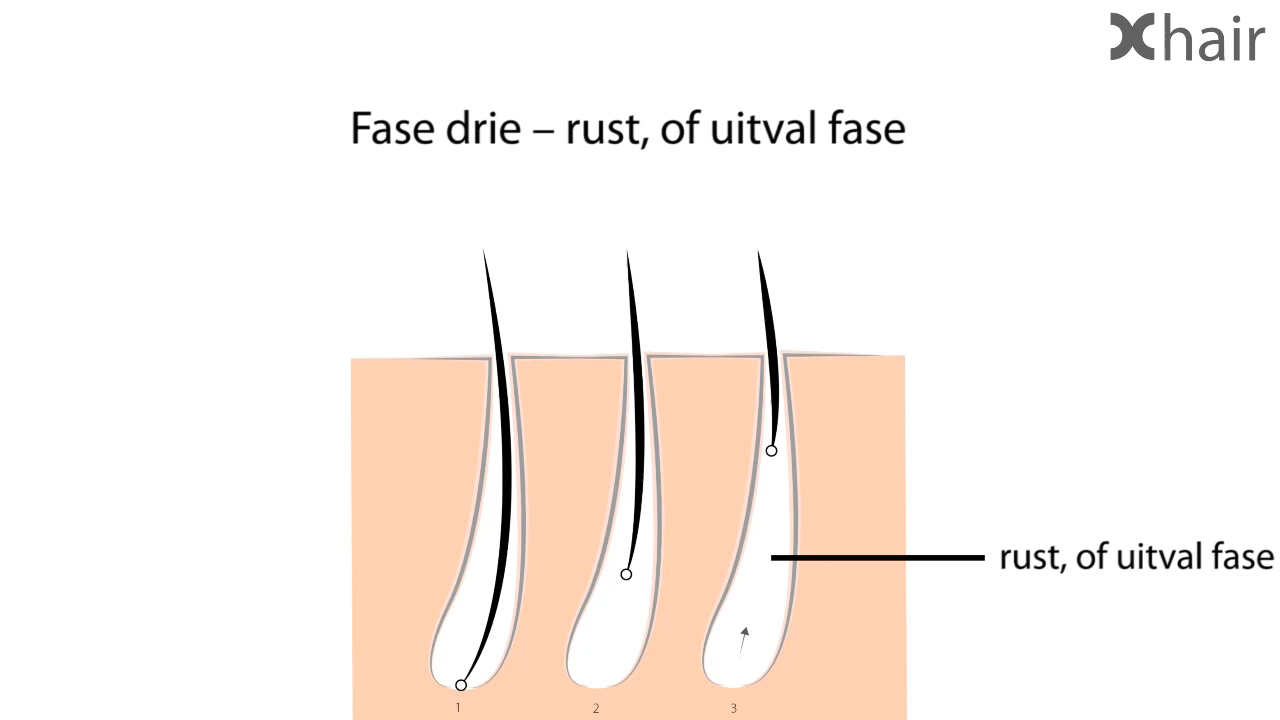 Xhair
Fase drie – rust, of uitval fase
rust, of uitval fase
1 2 3